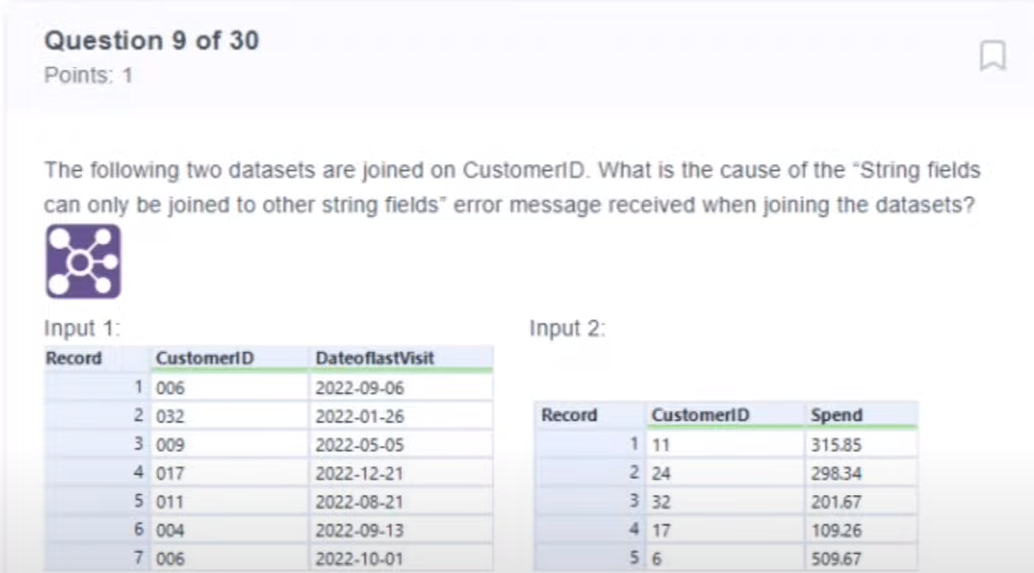 Question 9 of 30
Points: 1
The following two datasets are joined on CustomerID. What is the cause of the "String fields
can only be joined to other string fields" error message received when joining the datasets?
Input 1:
Input 2:
Record CustomerID DateoflastVisit
1 006 2022-09-06
2 032 2022-01-26
3 009 2022-05-05
4 017 2022-12-21
5 011 2022-08-21
6 004 2022-09-13
7 006 2022-10-01
Record CustomerID Spend
1 11 315.85
2 24 298.34
3 32 201.67
4 17 109.26
5 6 509.67